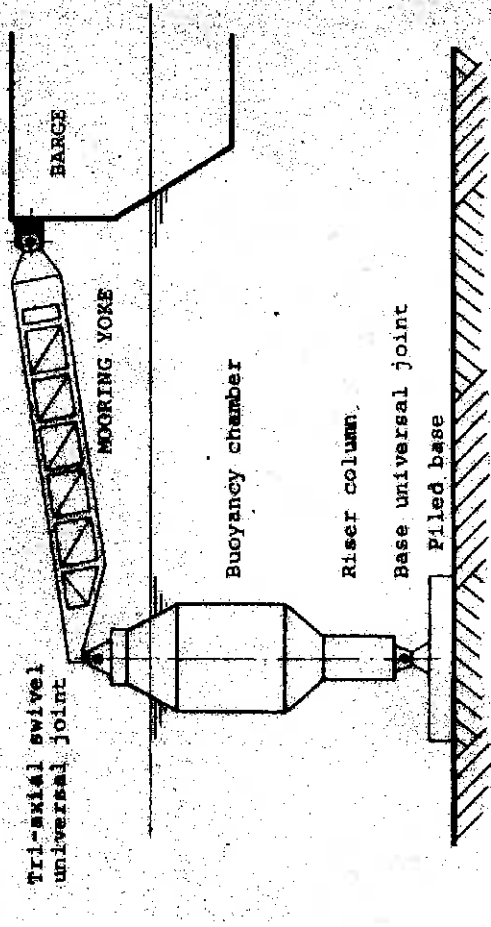 Tri-axial swivel
universal joint
MOORING YOKE
BARGE
Buoyancy chamber
Riser column
Base universal joint
Piled base